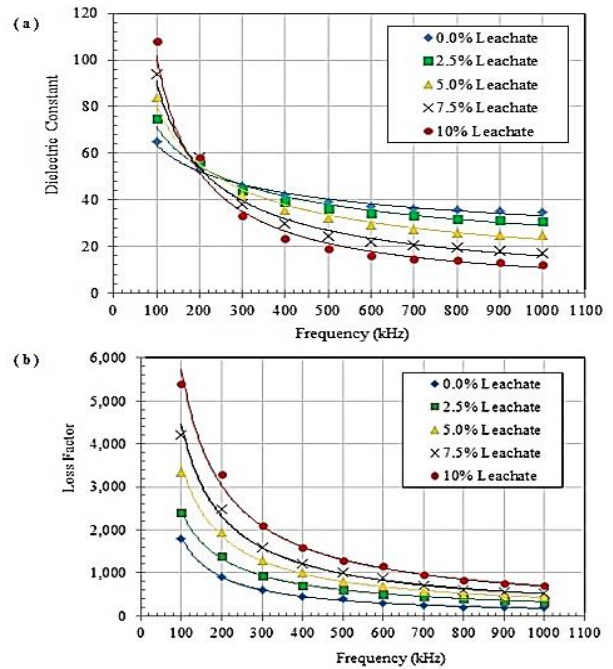 ( a )
120
100
80
60
40
20
0
Dielectric Constant
0.0% Leachate
2.5% Leachate
5.0% Leachate
7.5% Leachate
10% Leachate
0 100 200 300 400 500 600 700 800 900 1000 1100
Frequency (kHz)
( b )
6,000
5,000
4,000
3,000
2,000
1,000
0
Loss Factor
0.0% Leachate
2.5% Leachate
5.0% Leachate
7.5% Leachate
10% Leachate
0 100 200 300 400 500 600 700 800 900 1000 1100
Frequency (kHz)